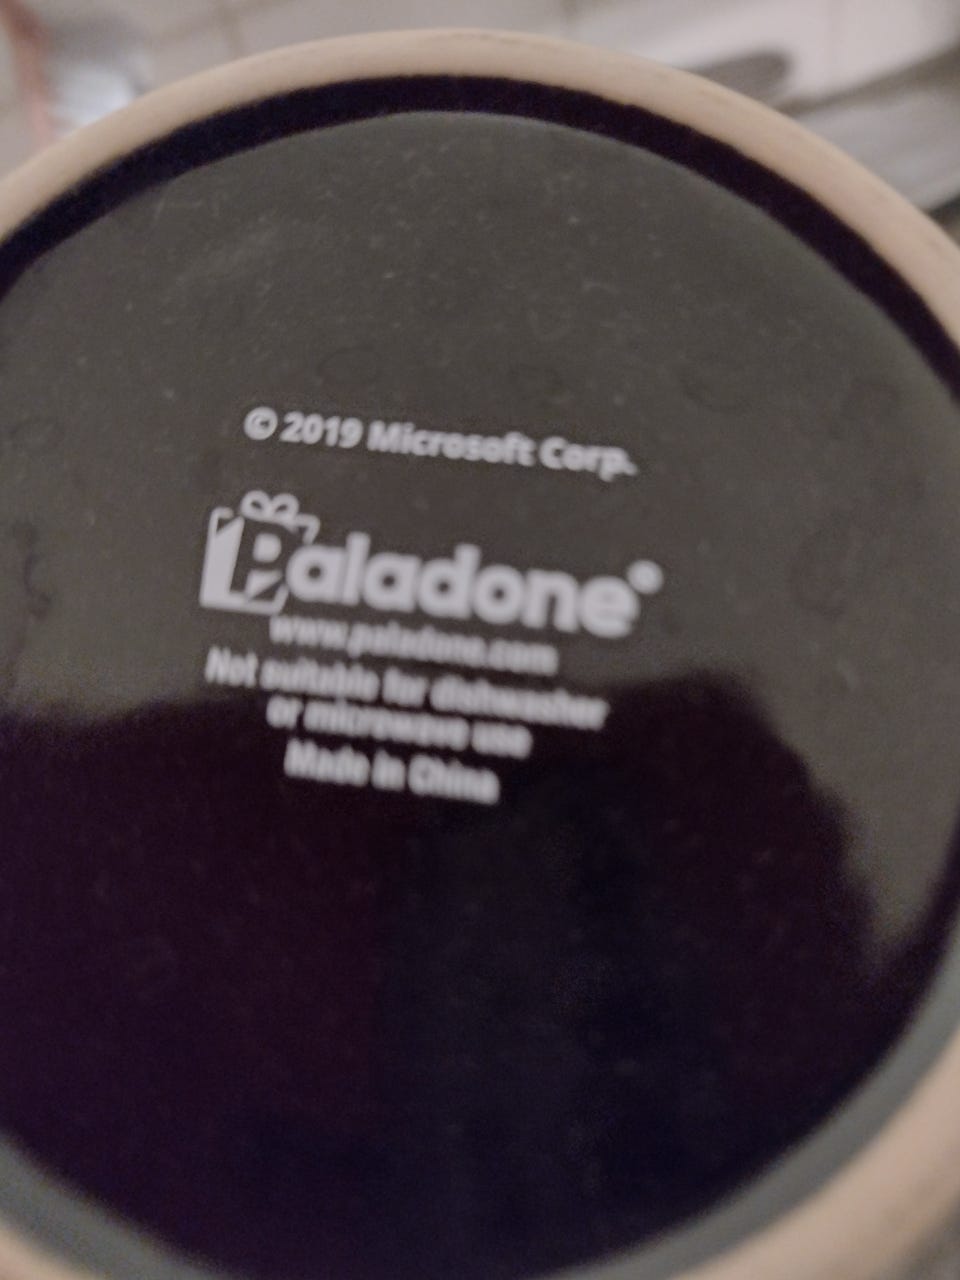 © 2019 Microsoft Corp.
Paladone®
www.paladone.com
Not suitable for dishwasher
or microwave use
Made in China